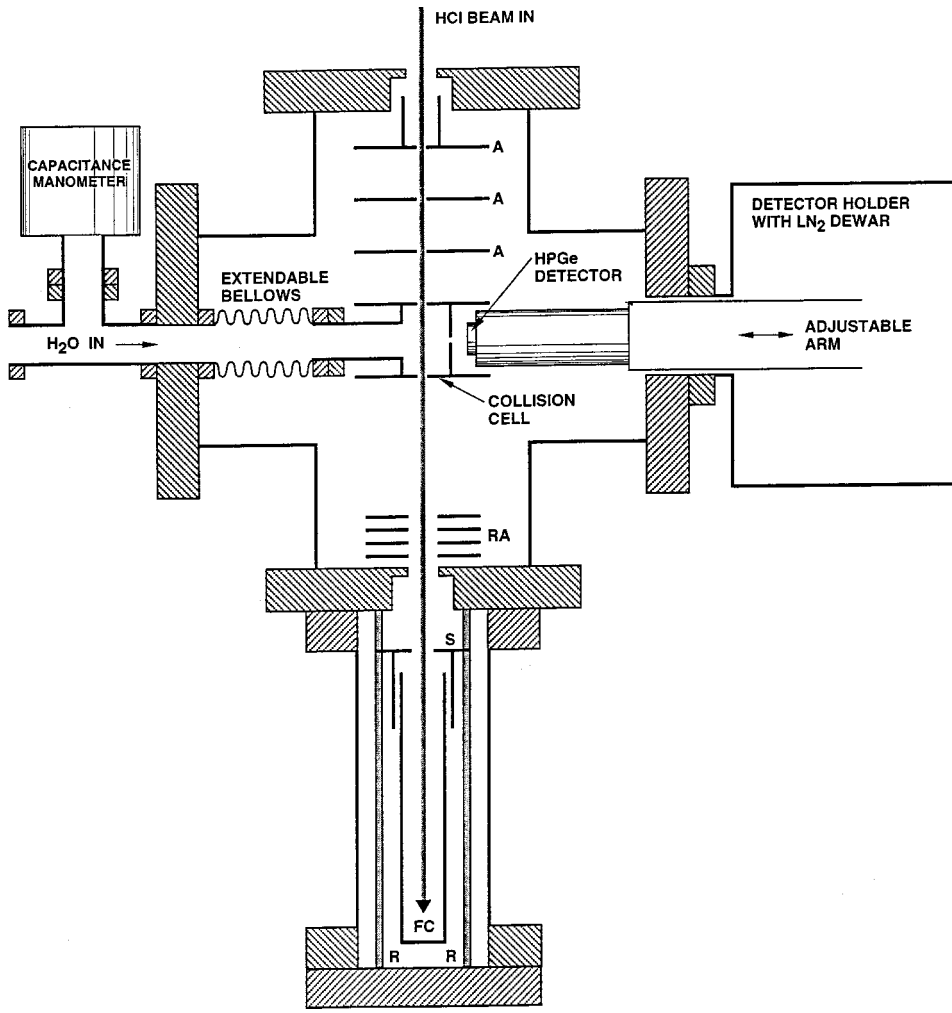 HCI BEAM IN
CAPACITANCE
MANOMETER
A
A
A
DETECTOR HOLDER
WITH LN₂ DEWAR
HPGe
DETECTOR
EXTENDABLE
BELLOWS
H₂O IN
ADJUSTABLE
ARM
COLLISION
CELL
RA
S
FC
R R